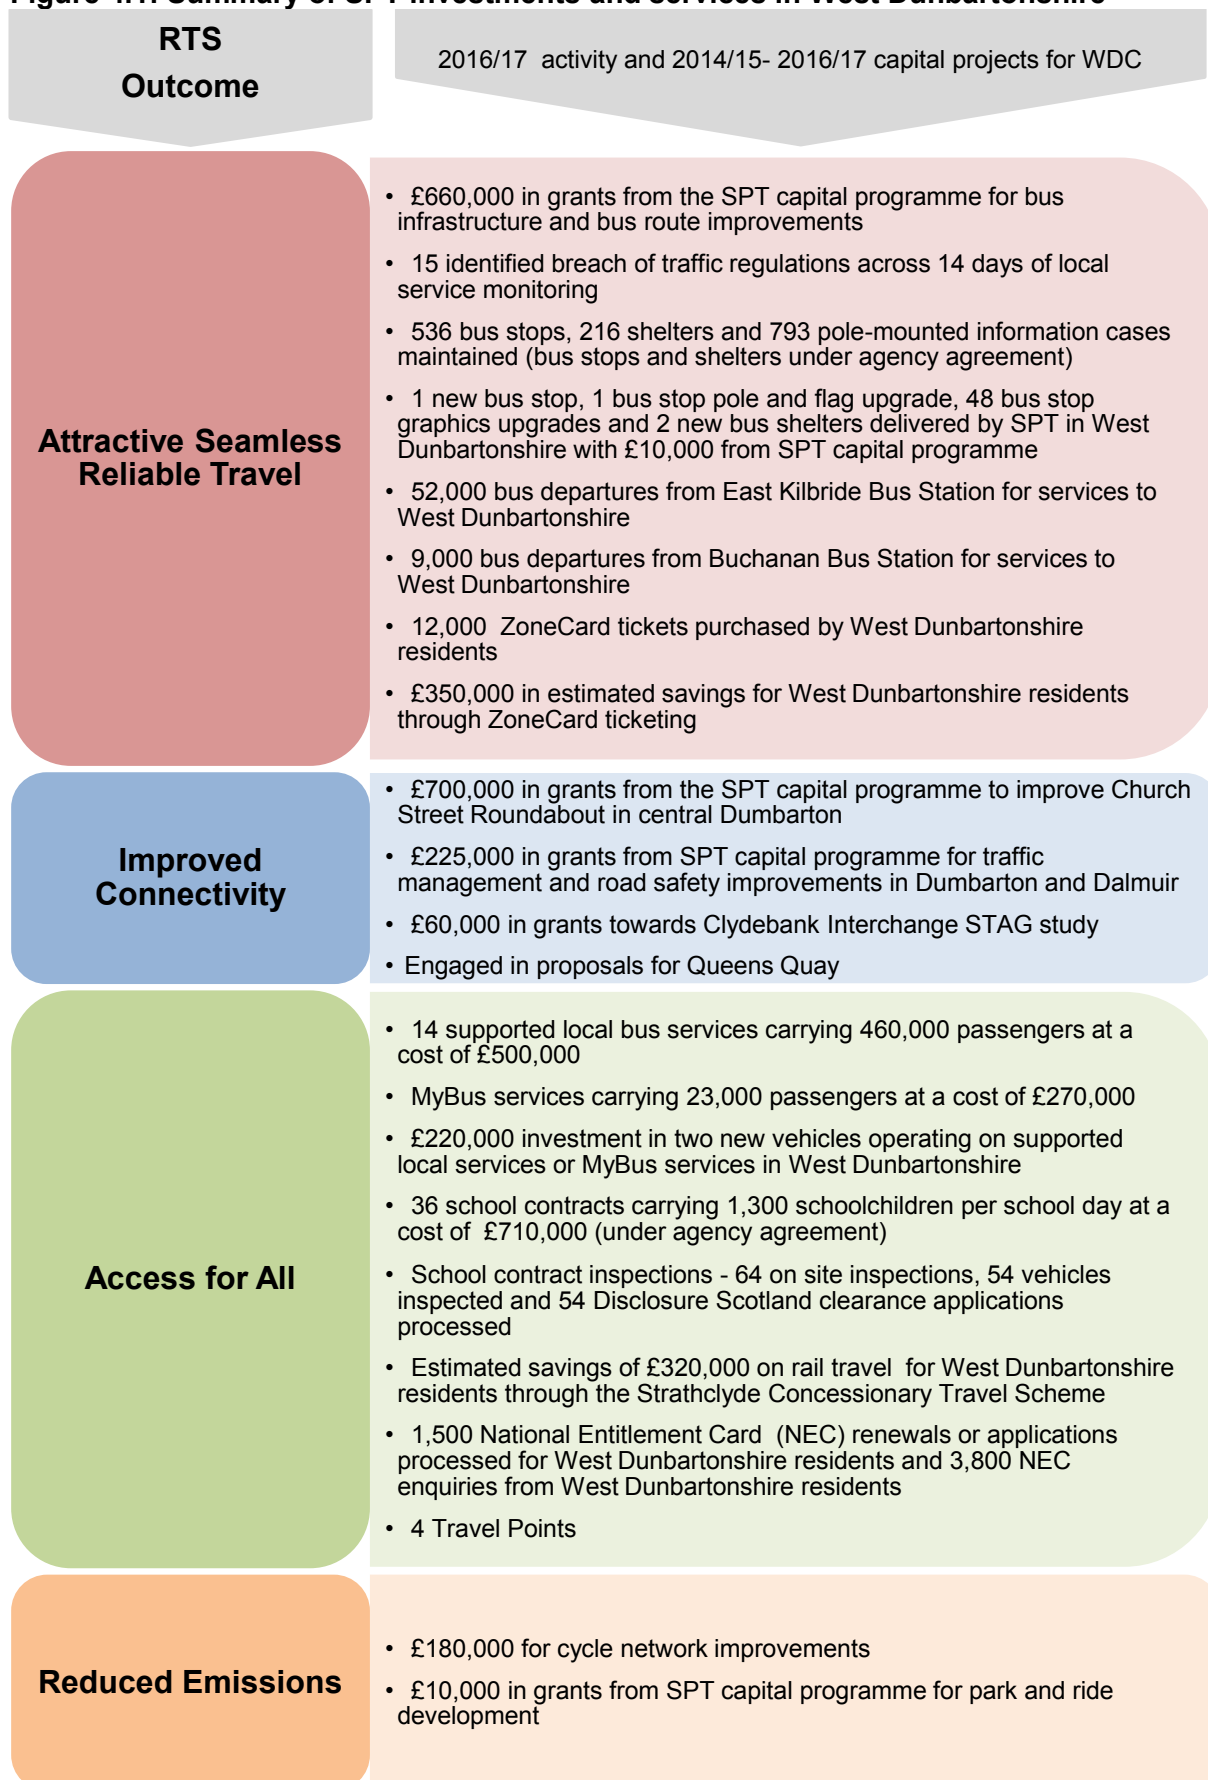 Figure 4.1: Summary of SPT investments and services in West Dunbartonshire
RTS
Outcome
2016/17 activity and 2014/15- 2016/17 capital projects for WDC
Attractive Seamless
Reliable Travel
• £660,000 in grants from the SPT capital programme for bus
infrastructure and bus route improvements
• 15 identified breach of traffic regulations across 14 days of local
service monitoring
• 536 bus stops, 216 shelters and 793 pole-mounted information cases
maintained (bus stops and shelters under agency agreement)
• 1 new bus stop, 1 bus stop pole and flag upgrade, 48 bus stop
graphics upgrades and 2 new bus shelters delivered by SPT in West
Dunbartonshire with £10,000 from SPT capital programme
• 52,000 bus departures from East Kilbride Bus Station for services to
West Dunbartonshire
• 9,000 bus departures from Buchanan Bus Station for services to
West Dunbartonshire
• 12,000 ZoneCard tickets purchased by West Dunbartonshire
residents
• £350,000 in estimated savings for West Dunbartonshire residents
through ZoneCard ticketing
Improved
Connectivity
• £700,000 in grants from the SPT capital programme to improve Church
Street Roundabout in central Dumbarton
• £225,000 in grants from SPT capital programme for traffic
management and road safety improvements in Dumbarton and Dalmuir
• £60,000 in grants towards Clydebank Interchange STAG study
• Engaged in proposals for Queens Quay
Access for All
• 14 supported local bus services carrying 460,000 passengers at a
cost of £500,000
• MyBus services carrying 23,000 passengers at a cost of £270,000
• £220,000 investment in two new vehicles operating on supported
local services or MyBus services in West Dunbartonshire
• 36 school contracts carrying 1,300 schoolchildren per school day at a
cost of £710,000 (under agency agreement)
• School contract inspections - 64 on site inspections, 54 vehicles
inspected and 54 Disclosure Scotland clearance applications
processed
• Estimated savings of £320,000 on rail travel for West Dunbartonshire
residents through the Strathclyde Concessionary Travel Scheme
• 1,500 National Entitlement Card (NEC) renewals or applications
processed for West Dunbartonshire residents and 3,800 NEC
enquiries from West Dunbartonshire residents
• 4 Travel Points
Reduced Emissions
• £180,000 for cycle network improvements
• £10,000 in grants from SPT capital programme for park and ride
development